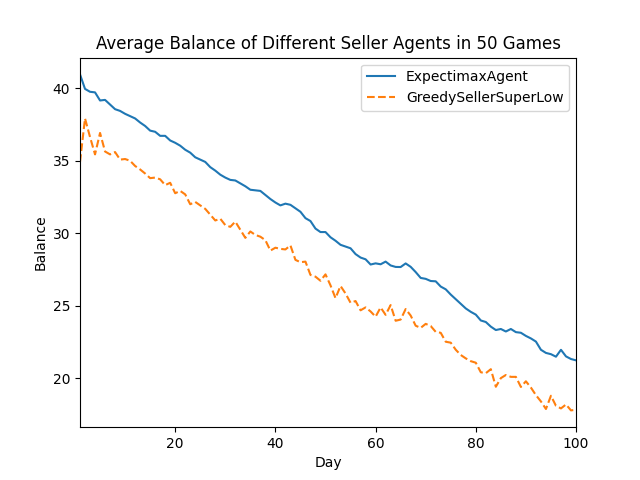 Average Balance of Different Seller Agents in 50 Games
ExpectimaxAgent
GreedySellerSuperLow
Balance
40
35
30
25
20
20
40
60
80
100
Day